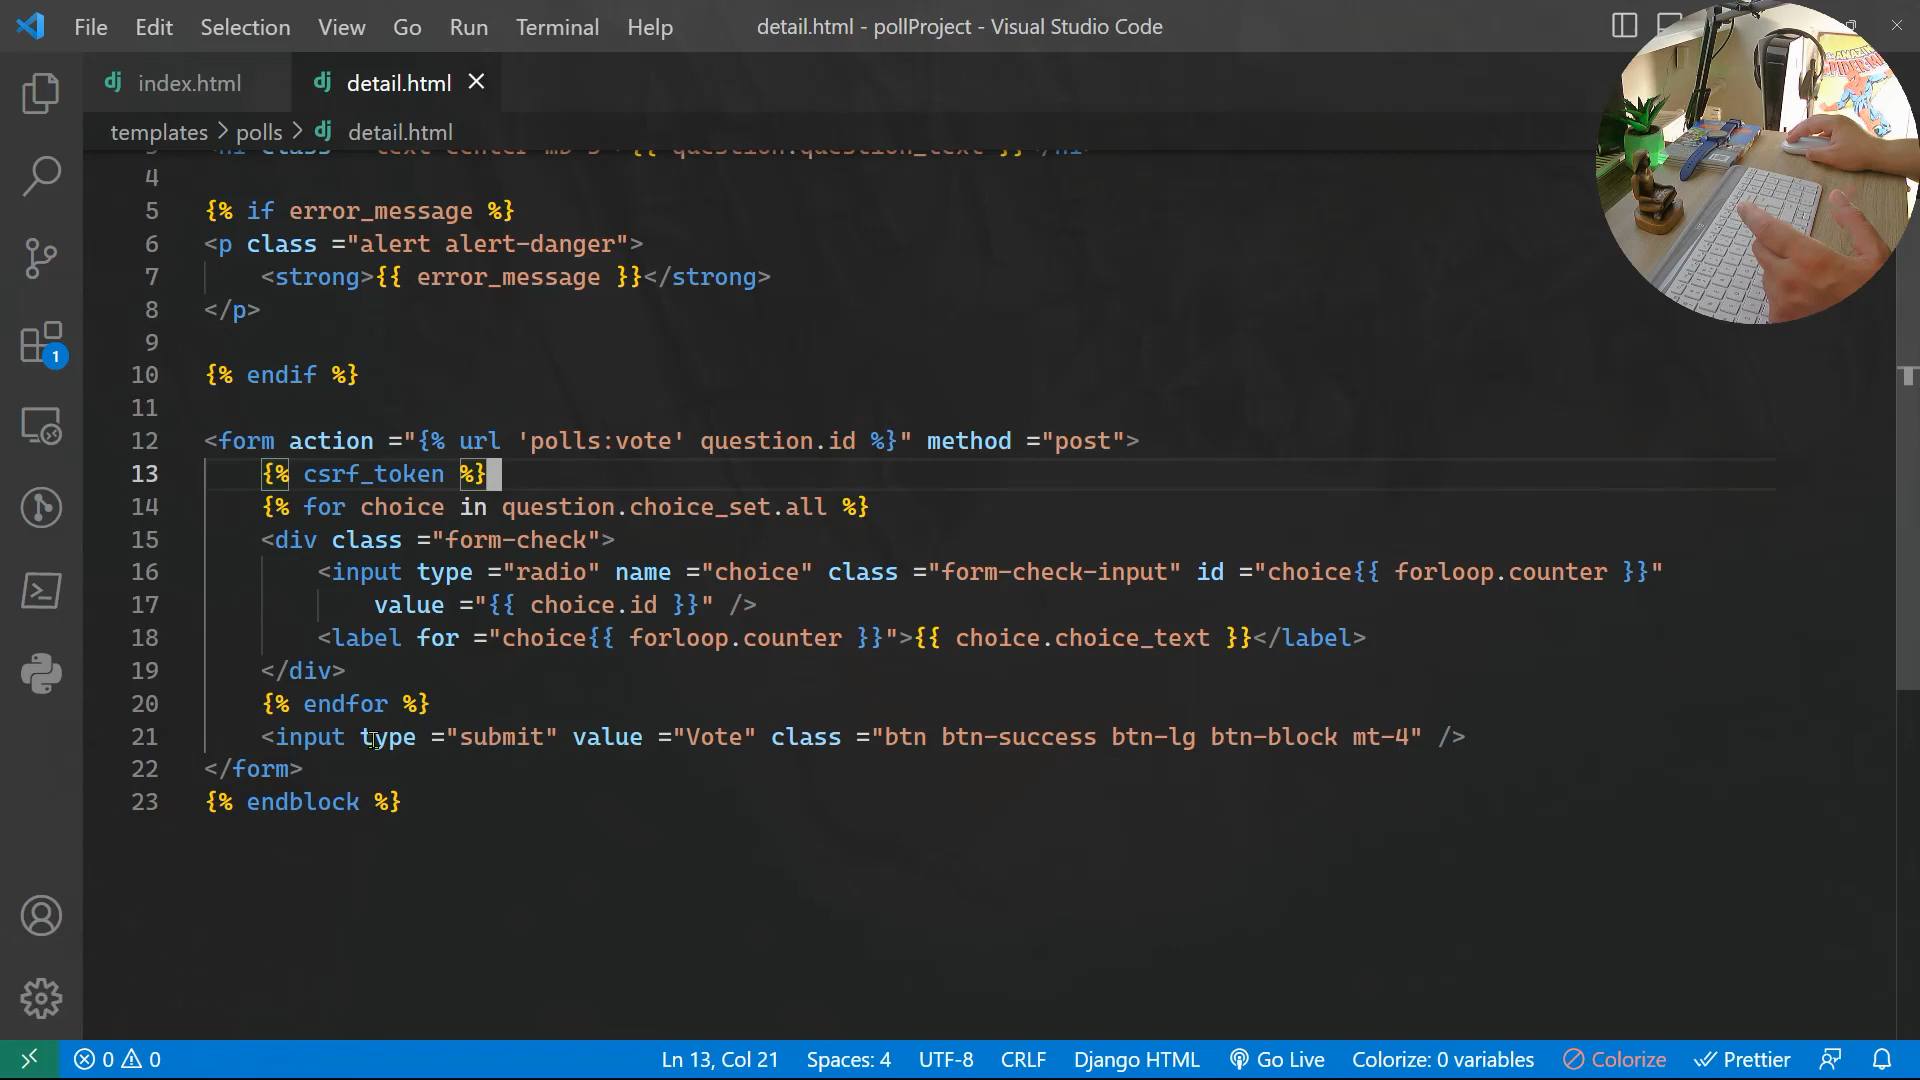 File Edit Selection View Go Run Terminal Help
detail.html - pollProject - Visual Studio Code
index.html
detail.html
templates > polls > detail.html
4
5 {% if error_message %}
6 <p class ="alert alert-danger">
7 <strong>{{ error_message }}</strong>
8 </p>
9
10 {% endif %}
11
12 <form action ="{% url 'polls:vote' question.id %}" method ="post">
13 {% csrf_token %}
14 {% for choice in question.choice_set.all %}
15 <div class ="form-check">
16 <input type ="radio" name ="choice" class ="form-check-input" id ="choice{{ forloop.counter }}"
17 value ="{{ choice.id }}" />
18 <label for ="choice{{ forloop.counter }}">{{ choice.choice_text }}</label>
19 </div>
20 {% endfor %}
21 <input type ="submit" value ="Vote" class ="btn btn-success btn-lg btn-block mt-4" />
22 </form>
23 {% endblock %}
1
0 0
Ln 13, Col 21
Spaces: 4
UTF-8
CRLF
Django HTML
Go Live
Colorize: 0 variables
Colorize
Prettier